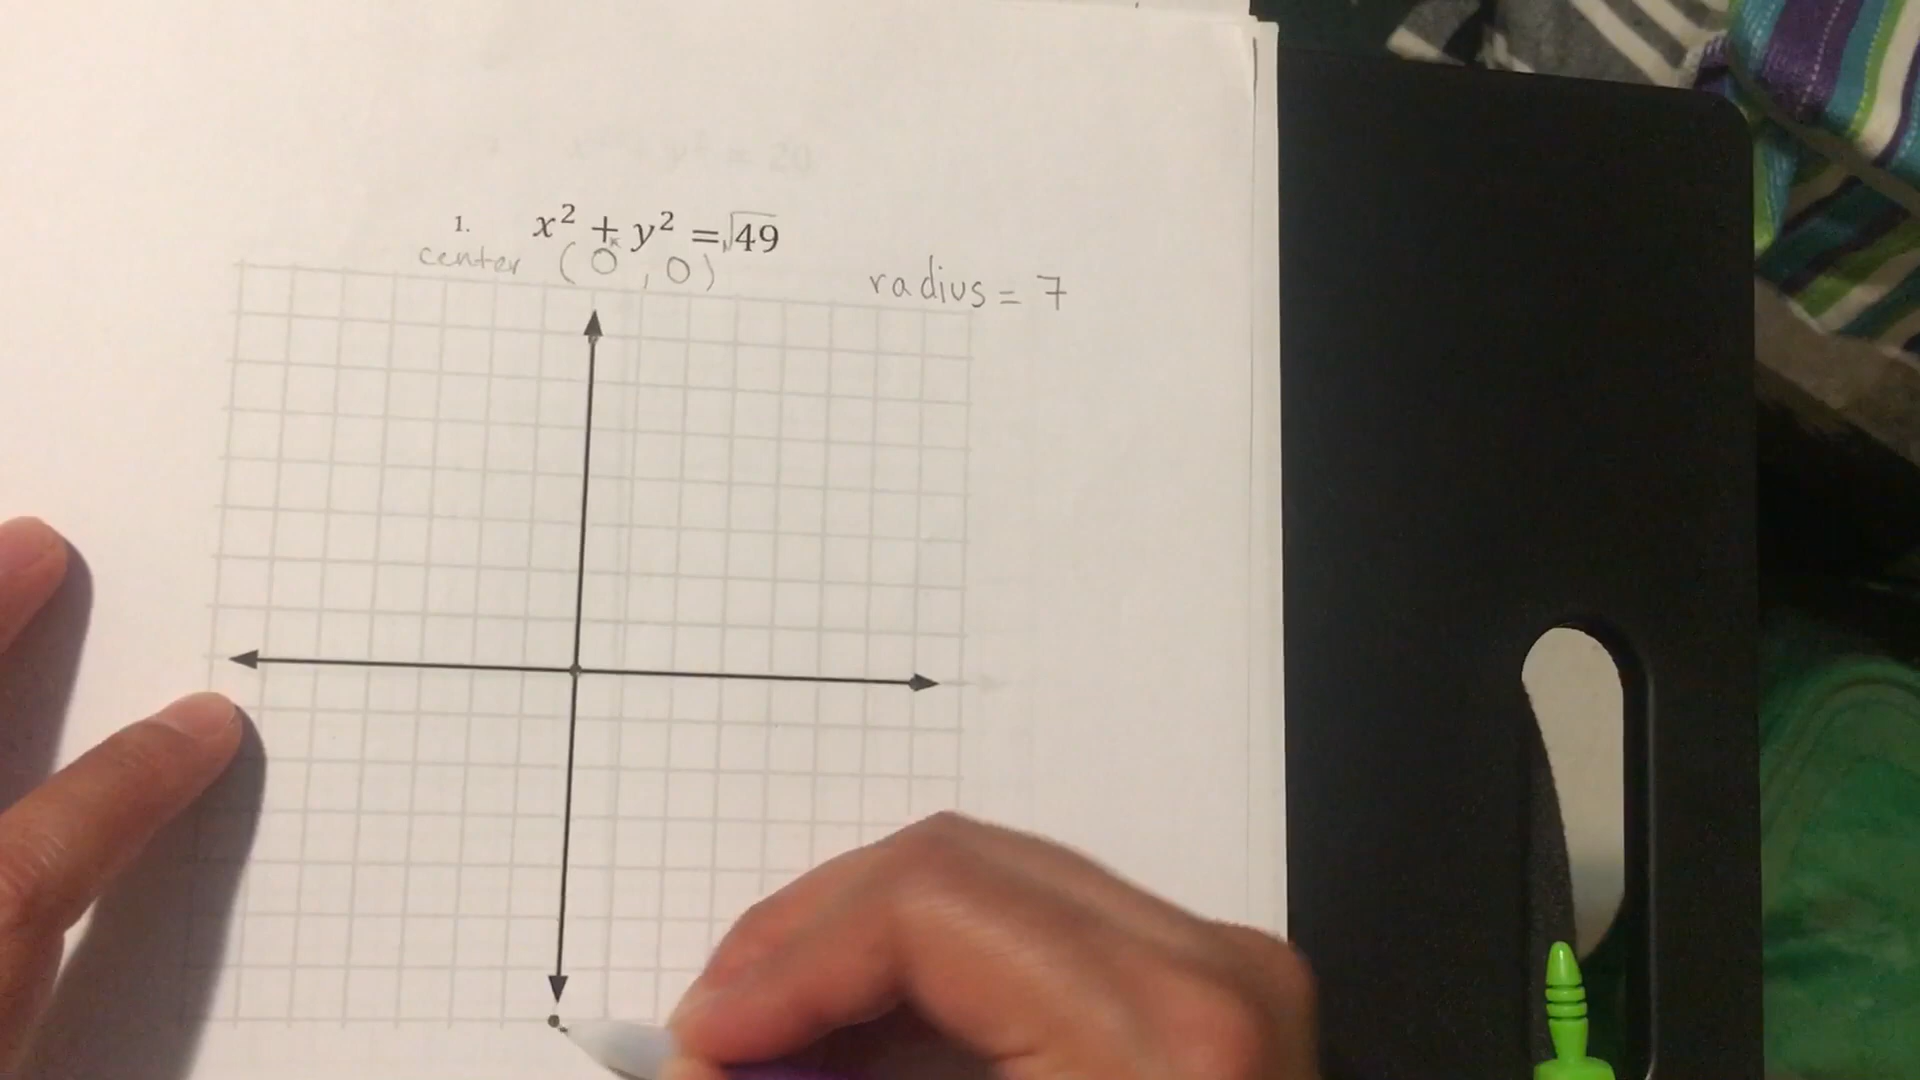 1. x² + y² = √49
center (0, 0) radius = 7